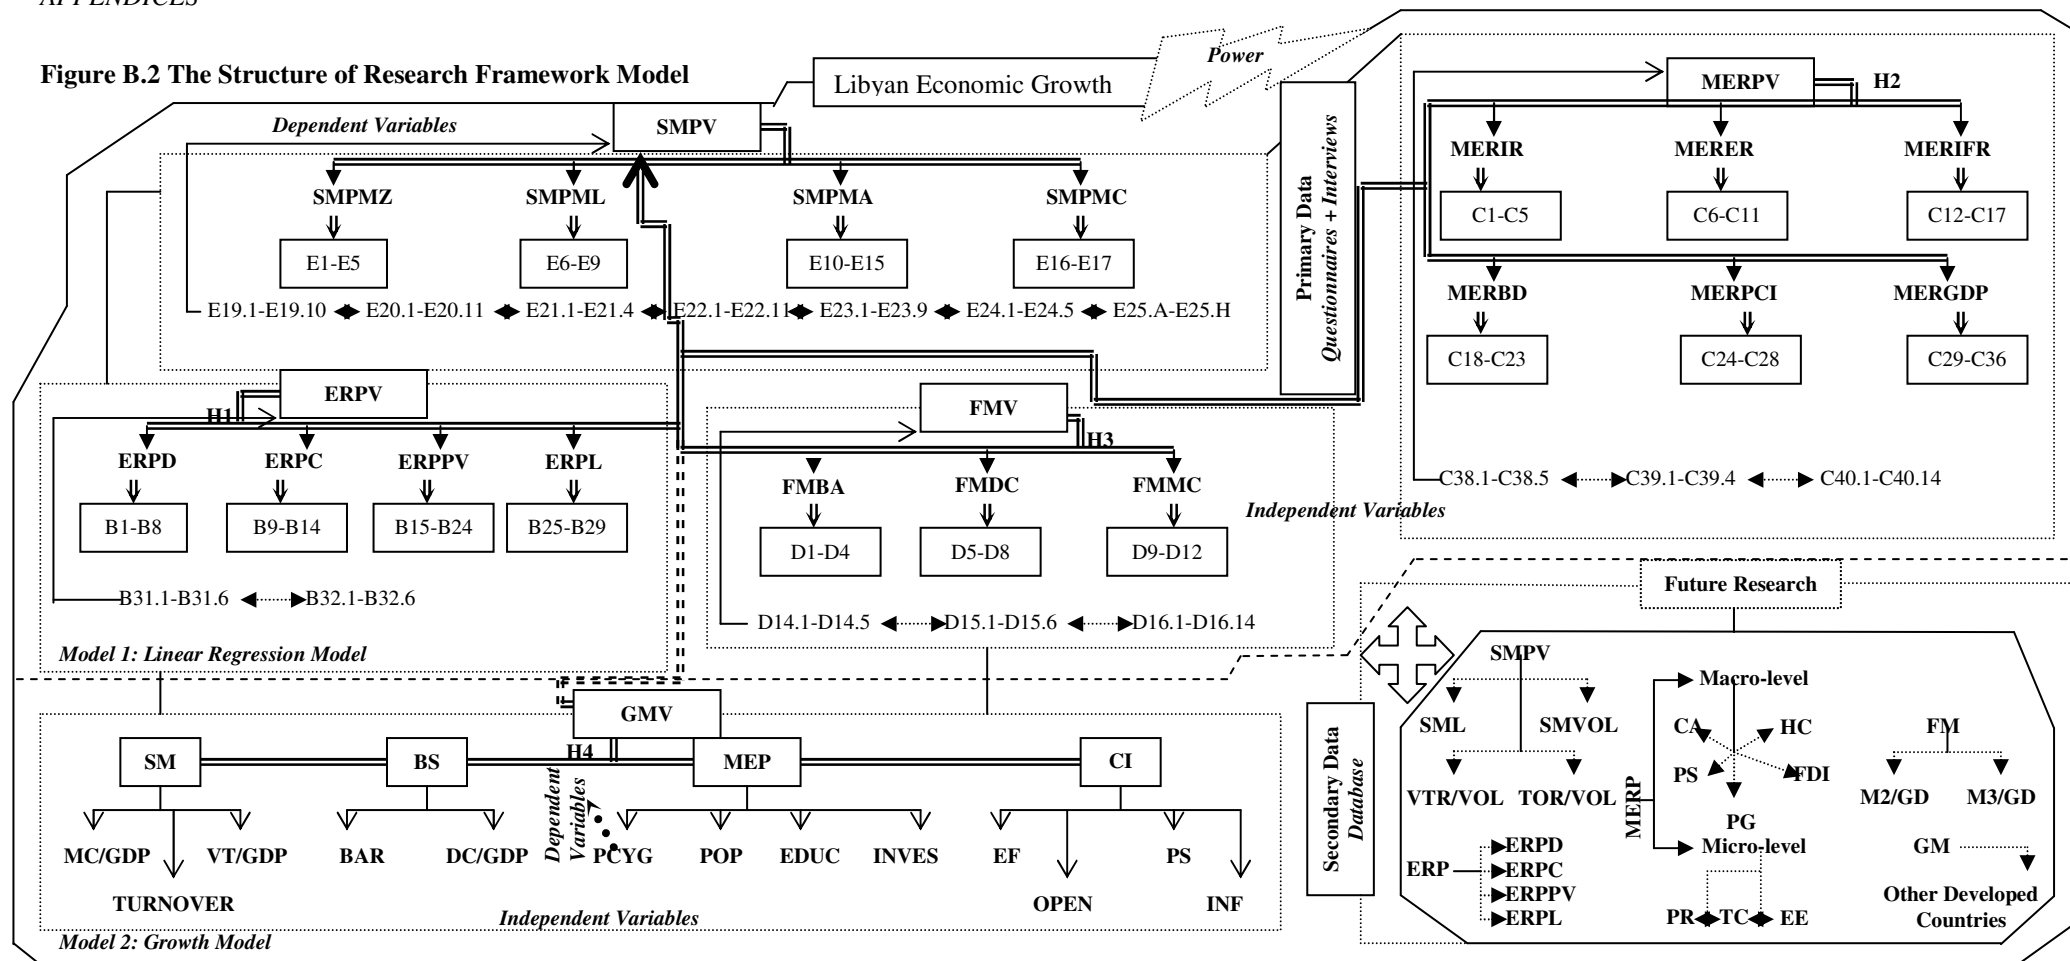 APPENDICES
Figure B.2 The Structure of Research Framework Model
Libyan Economic Growth
Power
Dependent Variables
SMPV
SMPMZ SMPML SMPMA SMPMC
E1-E5 E6-E9 E10-E15 E16-E17
E19.1-E19.10 E20.1-E20.11 E21.1-E21.4 E22.1-E22.11 E23.1-E23.9 E24.1-E24.5 E25.A-E25.H
Primary Data
Questionnaires + Interviews
MERPV H2
MERIR MERER MERIFR
C1-C5 C6-C11 C12-C17
MERBD MERPCI MERGDP
C18-C23 C24-C28 C29-C36
C38.1-C38.5 C39.1-C39.4 C40.1-C40.14
ERPV
H1
ERPD ERPC ERPPV ERPL
B1-B8 B9-B14 B15-B24 B25-B29
B31.1-B31.6 B32.1-B32.6
Model 1: Linear Regression Model
FMV
H3
FMBA FMDC FMMC
Independent Variables
D1-D4 D5-D8 D9-D12
D14.1-D14.5 D15.1-D15.6 D16.1-D16.14
GMV
H4
SM BS MEP CI
Dependent
Variables
MC/GDP VT/GDP BAR DC/GDP PCYG POP EDUC INVES EF PS
TURNOVER OPEN INF
Independent Variables
Model 2: Growth Model
Secondary Data
Database
Future Research
SMPV
SML SMVOL
VTR/VOL TOR/VOL
ERP
ERPD
ERPC
ERPPV
ERPL
MERP
Macro-level
CA HC
PS FDI
PG
Micro-level
PR TC EE
FM
M2/GD M3/GD
GM
Other Developed
Countries